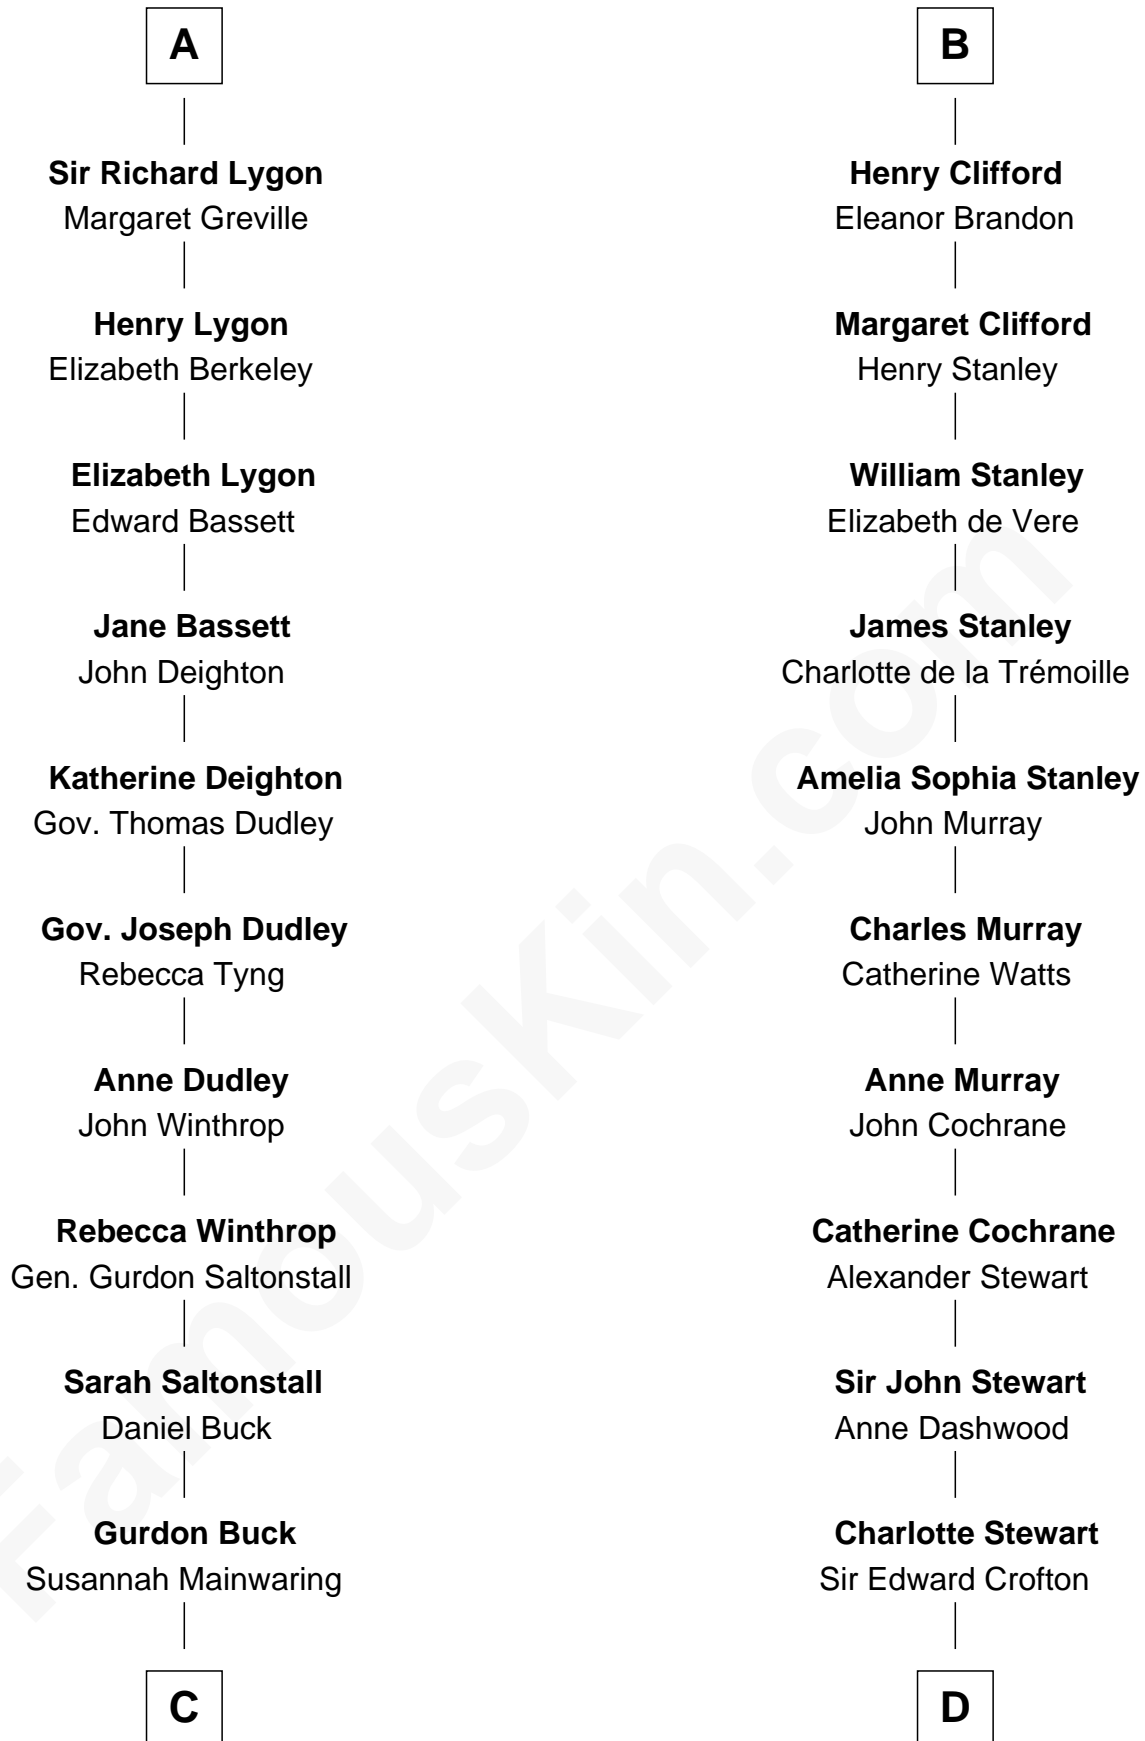 A
Sir Richard Lygon
Margaret Greville
Henry Lygon
Elizabeth Berkeley
Elizabeth Lygon
Edward Bassett
Jane Bassett
John Deighton
Katherine Deighton
Gov. Thomas Dudley
Gov. Joseph Dudley
Rebecca Tyng
Anne Dudley
John Winthrop
Rebecca Winthrop
Gen. Gurdon Saltonstall
Sarah Saltonstall
Daniel Buck
Gurdon Buck
Susannah Mainwaring
C
B
Henry Clifford
Eleanor Brandon
Margaret Clifford
Henry Stanley
William Stanley
Elizabeth de Vere
James Stanley
Charlotte de la Trémoille
Amelia Sophia Stanley
John Murray
Charles Murray
Catherine Watts
Anne Murray
John Cochrane
Catherine Cochrane
Alexander Stewart
Sir John Stewart
Anne Dashwood
Charlotte Stewart
Sir Edward Crofton
D
FamousKin.com